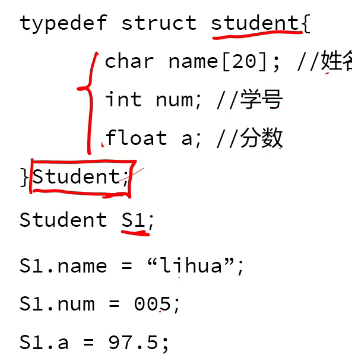 typedef struct student{
char name[20]; //姓名
int num; //学号
float a; //分数
}Student;
Student S1;
S1.name = “lihua”;
S1.num = 005;
S1.a = 97.5;